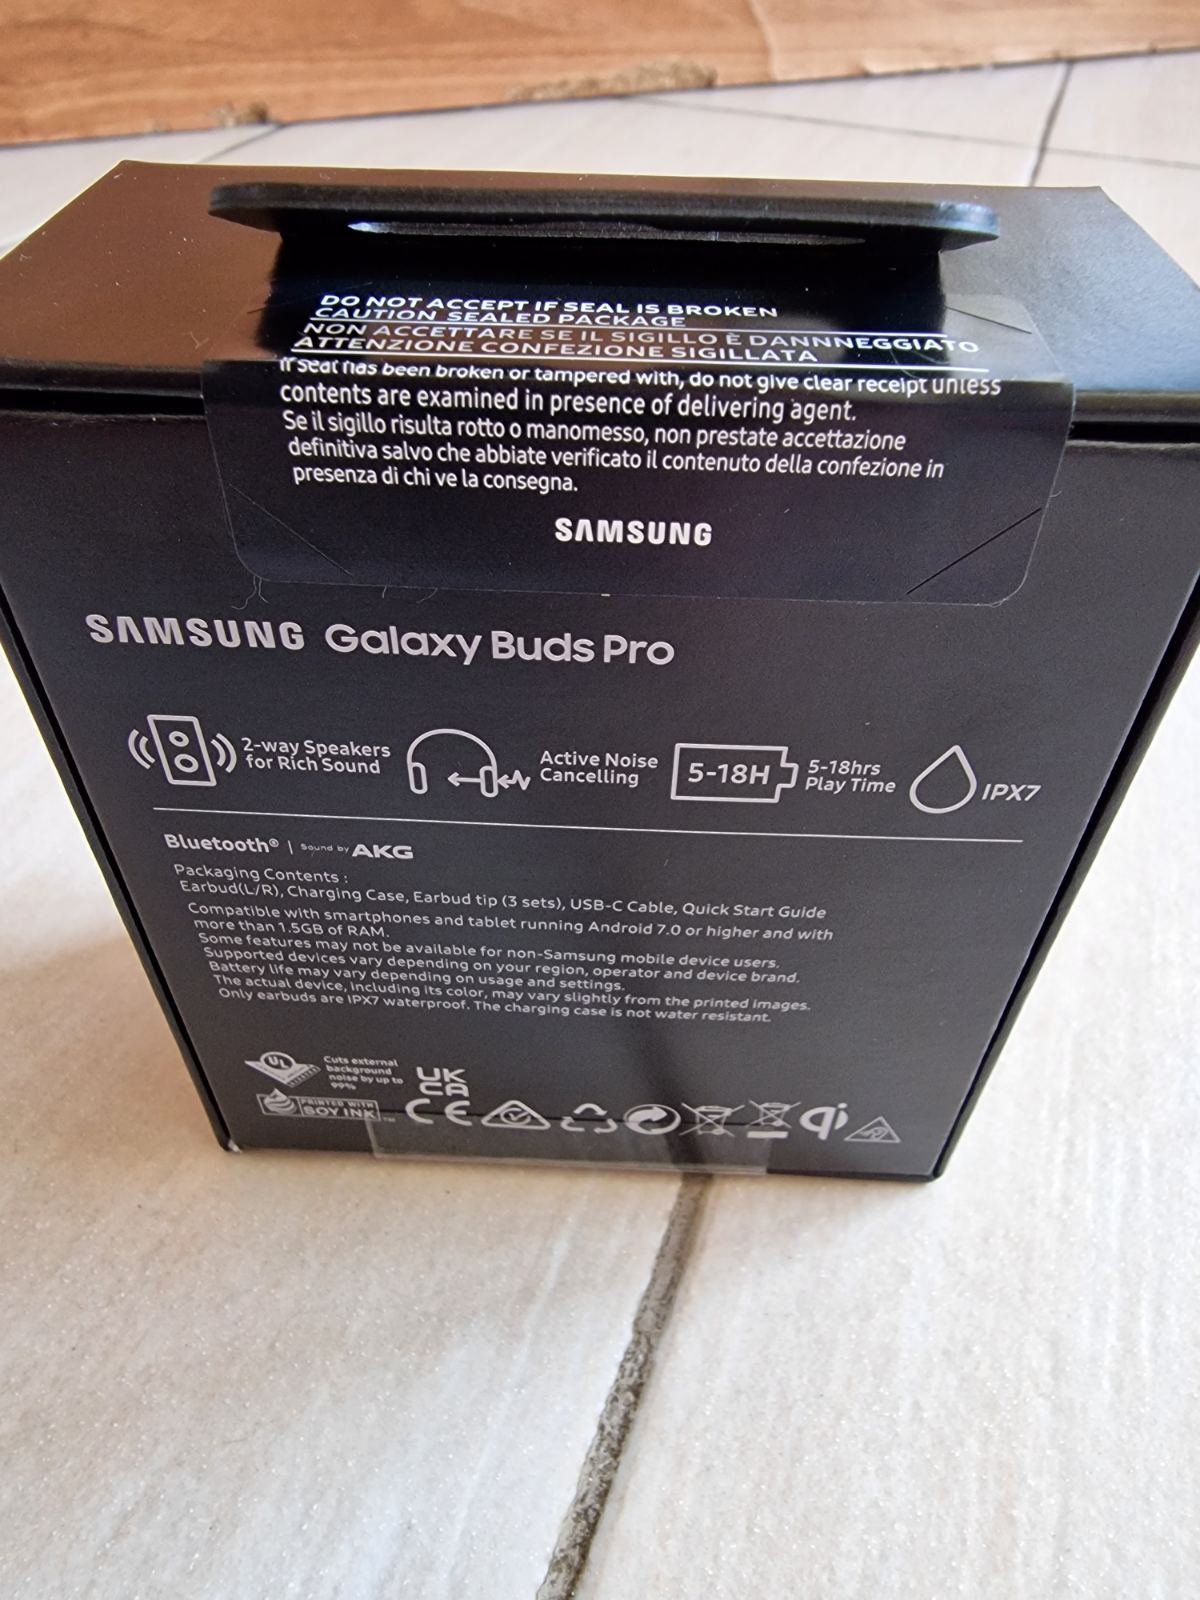 DO NOT ACCEPT IF SEAL IS BROKEN
CAUTION SEALED PACKAGE
NON ACCETTARE SE IL SIGILLO È DANNNEGGIATO
ATTENZIONE CONFEZIONE SIGILLATA
If seal has been broken or tampered with, do not give clear receipt unless
contents are examined in presence of delivering agent.
Se il sigillo risulta rotto o manomesso, non prestate accettazione
definitiva salvo che abbiate verificato il contenuto della confezione in
presenza di chi ve la consegna.
SAMSUNG
SAMSUNG Galaxy Buds Pro
2-way Speakers
for Rich Sound
Active Noise
Cancelling
5-18H
5-18hrs
Play Time
IPX7
Bluetooth® | Sound by AKG
Packaging Contents :
Earbud(L/R), Charging Case, Earbud tip (3 sets), USB-C Cable, Quick Start Guide
Compatible with smartphones and tablet running Android 7.0 or higher and with
more than 1.5GB of RAM.
Some features may not be available for non-Samsung mobile device users.
Supported devices vary depending on your region, operator and device brand.
Battery life may vary depending on usage and settings.
The actual device, including its color, may vary slightly from the printed images.
Only earbuds are IPX7 waterproof. The charging case is not water resistant.
UL
Cuts external
background
noise by up to
99%
UK
CA
PRINTED WITH
SOY INK™
CE
qi